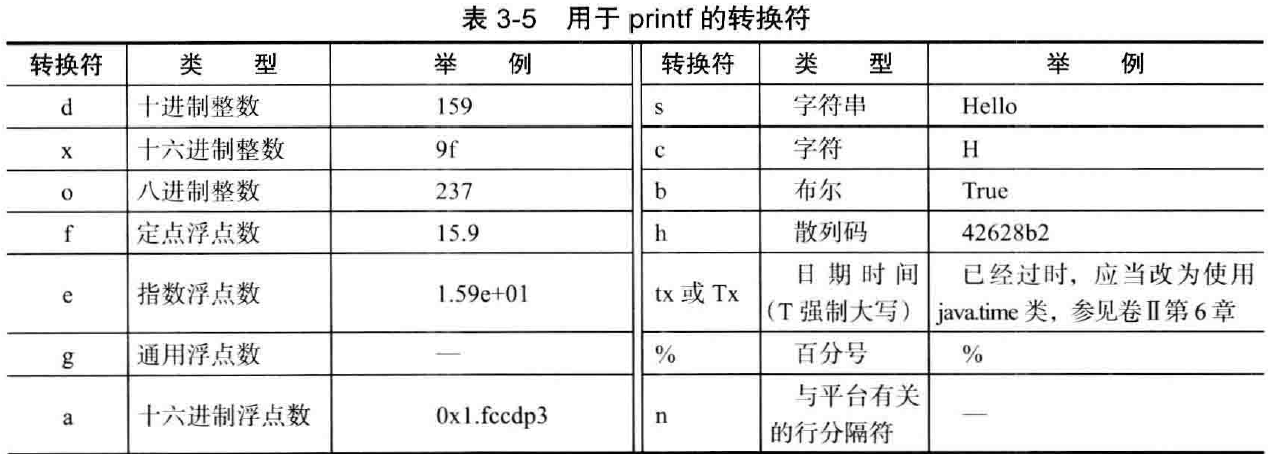 表 3-5 用于 printf 的转换符
转换符 类 型 举 例 转换符 类 型 举 例
d 十进制整数 159 s 字符串 Hello
x 十六进制整数 9f c 字符 H
o 八进制整数 237 b 布尔 True
f 定点浮点数 15.9 h 散列码 42628b2
e 指数浮点数 1.59e+01 tx 或 Tx 日期时间 已经过时，应当改为使用
（T 强制大写） java.time 类，参见卷Ⅱ第 6 章
g 通用浮点数 — % 百分号 %
a 十六进制浮点数 0x1.fccdp3 n 与平台有关 —
的行分隔符